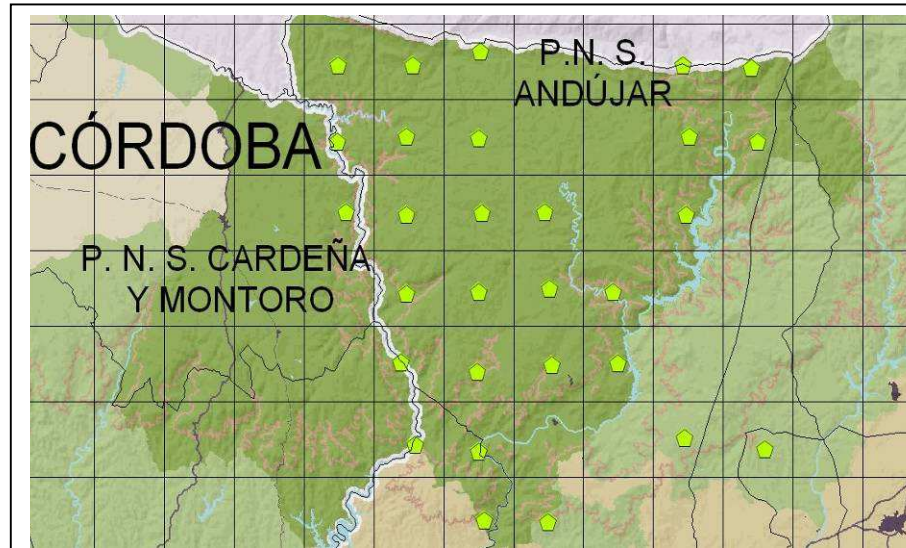 P.N. S.
ANDÚJAR
CÓRDOBA
P. N. S. CARDEÑA
Y MONTORO